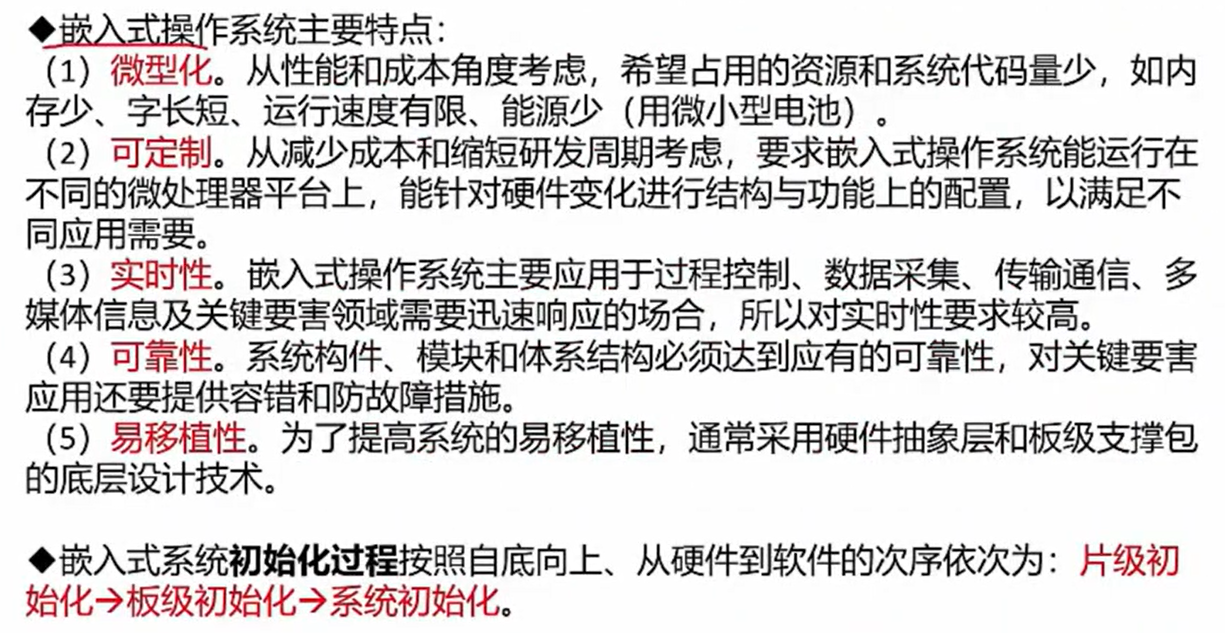 ◆嵌入式操作系统主要特点：
（1）微型化。从性能和成本角度考虑，希望占用的资源和系统代码量少，如内
存少、字长短、运行速度有限、能源少（用微小型电池）。
（2）可定制。从减少成本和缩短研发周期考虑，要求嵌入式操作系统能运行在
不同的微处理器平台上，能针对硬件变化进行结构与功能上的配置，以满足不
同应用需要。
（3）实时性。嵌入式操作系统主要应用于过程控制、数据采集、传输通信、多
媒体信息及关键要害领域需要迅速响应的场合，所以对实时性要求较高。
（4）可靠性。系统构件、模块和体系结构必须达到应有的可靠性，对关键要害
应用还要提供容错和防故障措施。
（5）易移植性。为了提高系统的易移植性，通常采用硬件抽象层和板级支撑包
的底层设计技术。
◆嵌入式系统初始化过程按照自底向上、从硬件到软件的次序依次为：片级初
始化→板级初始化→系统初始化。